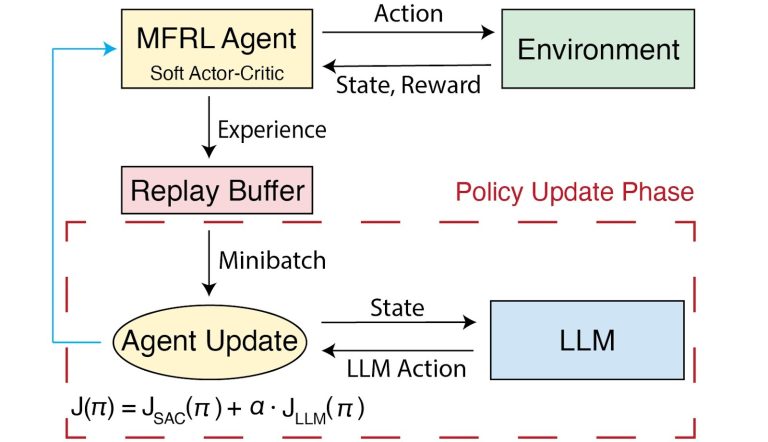 MFRL Agent
Soft Actor-Critic
Action
State, Reward
Environment
Experience
Replay Buffer
Policy Update Phase
Minibatch
Agent Update
State
LLM Action
LLM
J(π) = J_SAC(π) + α · J_LLM(π)